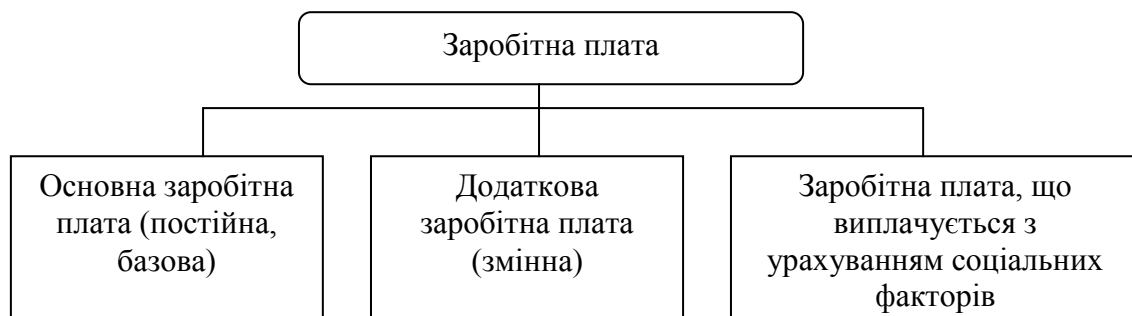 Заробітна плата
Основна заробітна
плата (постійна,
базова)
Додаткова
заробітна плата
(змінна)
Заробітна плата, що
виплачується з
урахуванням соціальних
факторів